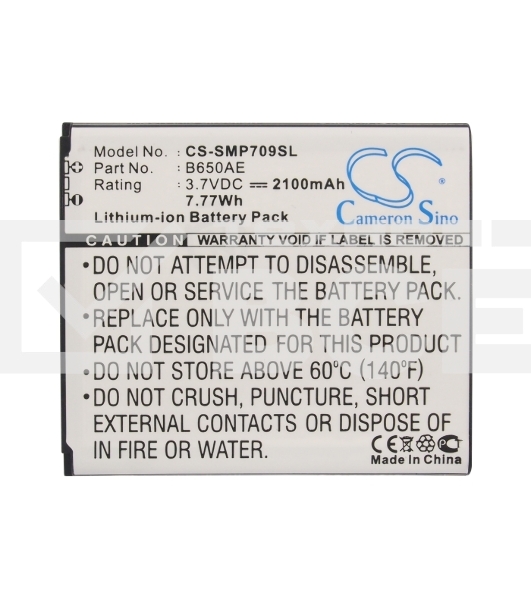 Model No.: CS-SMP709SL
Part No.: B650AE
Rating : 3.7VDC 2100mAh
7.77Wh
Lithium-ion Battery Pack
Cameron Sino
CAUTION WARRANTY VOID IF LABEL IS REMOVED
•DO NOT ATTEMPT TO DISASSEMBLE,
OPEN OR SERVICE THE BATTERY PACK.
•REPLACE ONLY WITH THE BATTERY
PACK DESIGNED FOR THIS PRODUCT.
•DO NOT STORE ABOVE 60°C (140°F)
•DO NOT CRUSH, PUNCTURE, SHORT
EXTERNAL CONTACTS OR DISPOSE OF
IN FIRE OR WATER
CE
Made In China